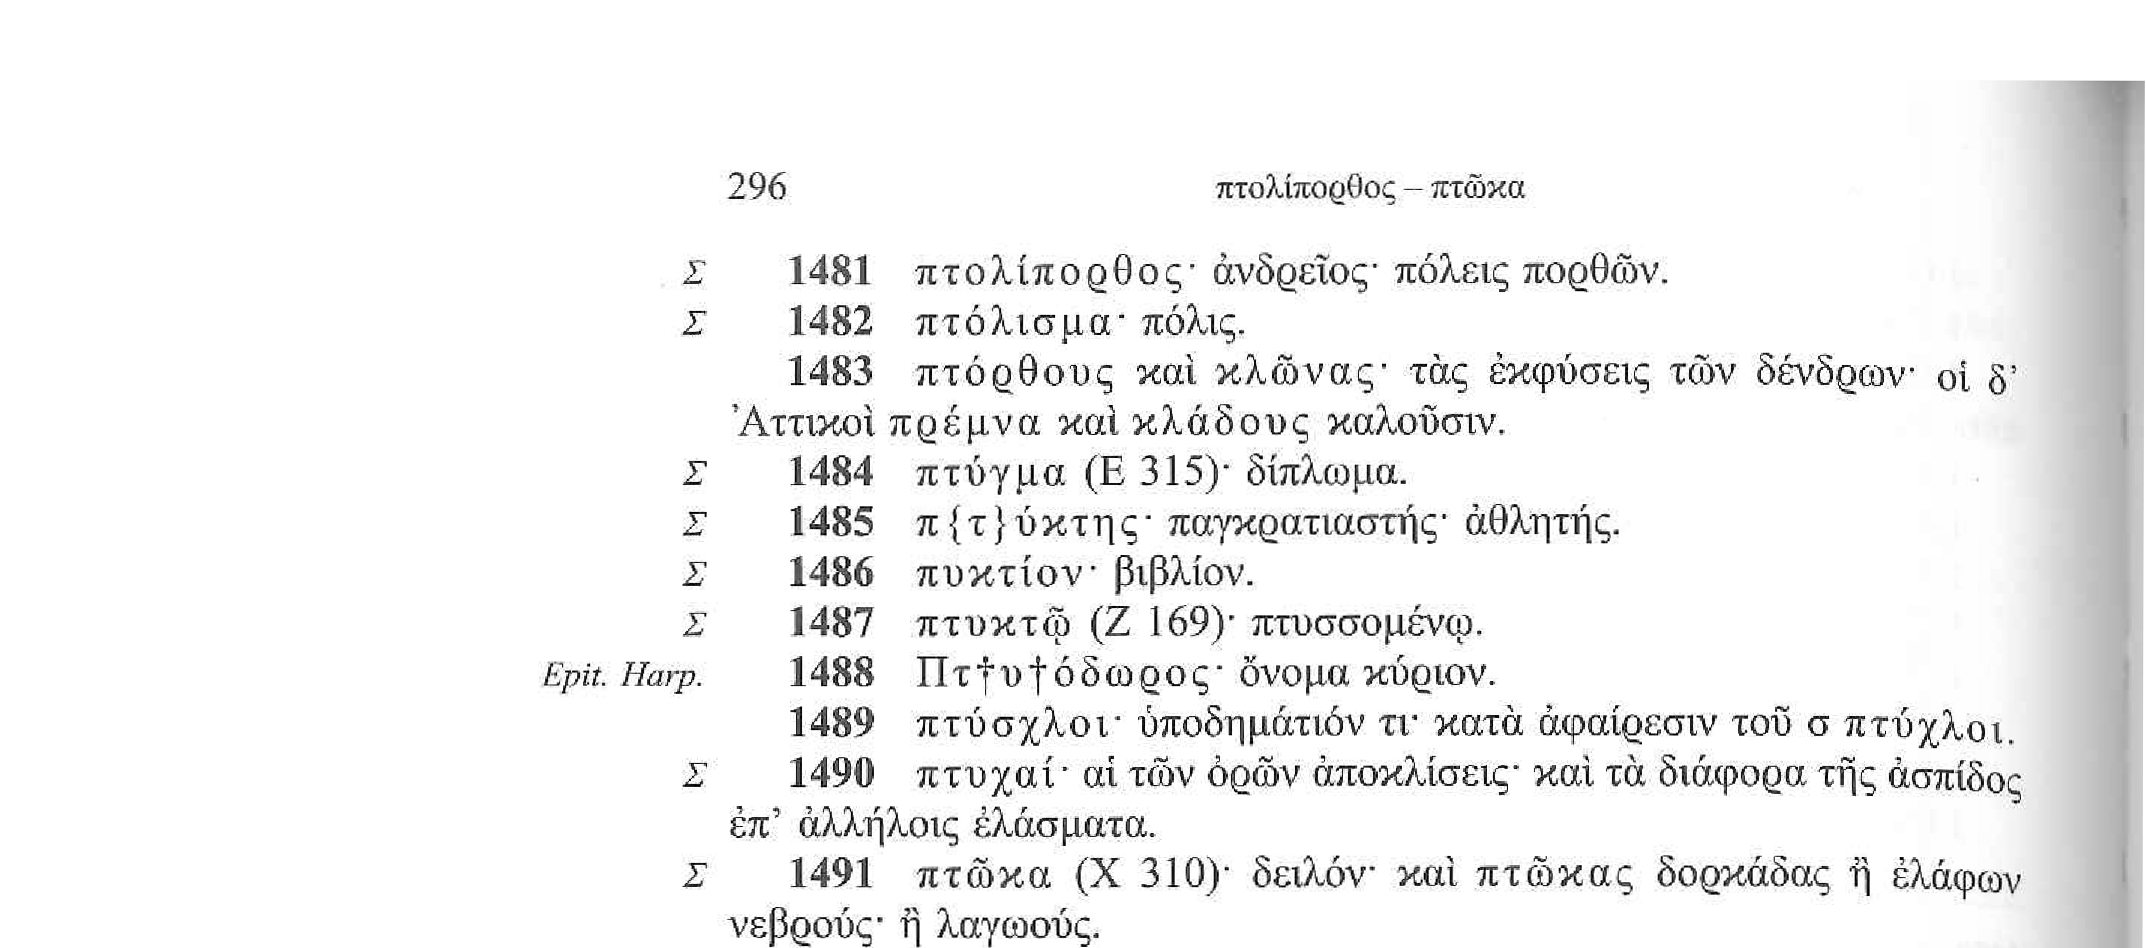 296 πτολίπορθος – πτῶκα
Σ 1481 πτολίπορθος· ἀνδρεῖος· πόλεις πορθῶν.
Σ 1482 πτόλισμα· πόλις.
1483 πτόρθους καὶ κλῶνας· τὰς ἐκφύσεις τῶν δένδρων· οἱ δ’
Ἀττικοὶ πρέμνα καὶ κλάδους καλοῦσιν.
Σ 1484 πτύγμα (Ε 315)· δίπλωμα.
Σ 1485 π{τ}ύκτης· παγκρατιαστής· ἀθλητής.
Σ 1486 πυκτίον· βιβλίον.
Σ 1487 πτυκτῷ (Ζ 169)· πτυσσομένῳ.
Epit. Harp. 1488 Πτ†υ†όδωρος· ὄνομα κύριον.
1489 πτύσχλοι· ὑποδημάτιόν τι· κατὰ ἀφαίρεσιν τοῦ σ πτύχλοι.
Σ 1490 πτυχαί· αἱ τῶν ὀρῶν ἀποκλίσεις· καὶ τὰ διάφορα τῆς ἀσπίδος
ἐπ’ ἀλλήλοις ἐλάσματα.
Σ 1491 πτῶκα (Χ 310)· δειλόν· καὶ πτῶκας δορκάδας ἢ ἐλάφων
νεβρούς· ἢ λαγωούς.